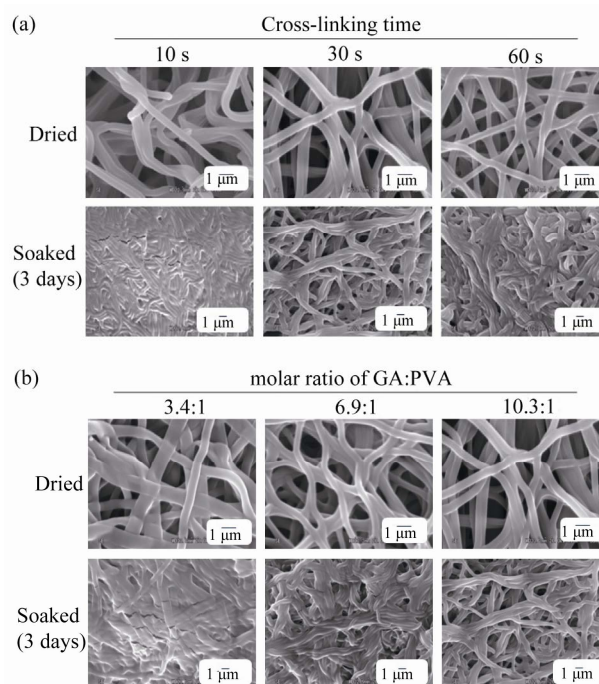 (a)
Cross-linking time
10 s 30 s 60 s
Dried
1 μm 1 μm 1 μm
Soaked
(3 days)
1 μm 1 μm 1 μm
(b)
molar ratio of GA:PVA
3.4:1 6.9:1 10.3:1
Dried
1 μm 1 μm 1 μm
Soaked
(3 days)
1 μm 1 μm 1 μm